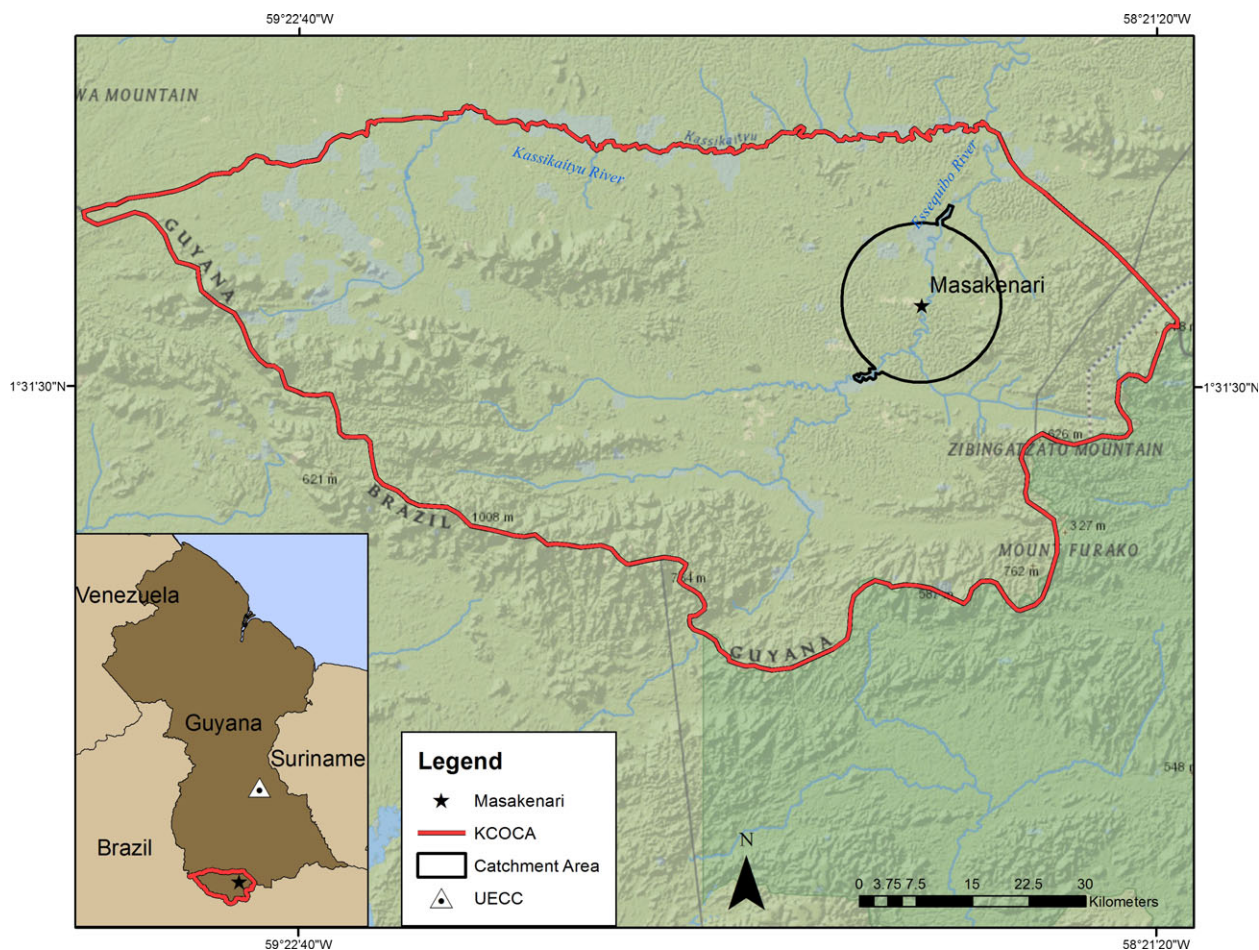 59°22'40"W
58°21'20"W
WA MOUNTAIN
Kassikaityu
Kassikaityu River
Essequibo River
GUYANA
Masakenari
1°31'30"N
1°31'30"N
626 m
ZIBINGATZATO MOUNTAIN
621 m
BRAZIL
1008 m
327 m
MOUNT FURAKO
762 m
GUYANA
548 m
Venezuela
Guyana
Suriname
Brazil
Legend
Masakenari
KCOCA
Catchment Area
UECC
N
0 3.75 7.5 15 22.5 30
Kilometers
59°22'40"W
58°21'20"W